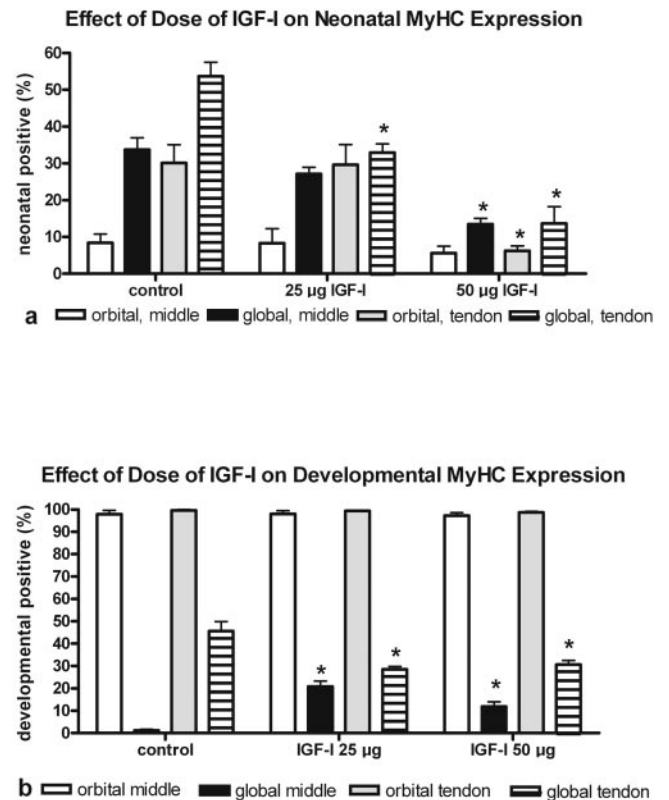 Effect of Dose of IGF-I on Neonatal MyHC Expression
neonatal positive (%)
60
50
40
30
20
10
0
* * * *
control 25 µg IGF-I 50 µg IGF-I
a orbital, middle global, middle orbital, tendon global, tendon
Effect of Dose of IGF-I on Developmental MyHC Expression
developmental positive (%)
100
90
80
70
60
50
40
30
20
10
0
* * * *
control IGF-I 25 µg IGF-I 50 µg
b orbital middle global middle orbital tendon global tendon